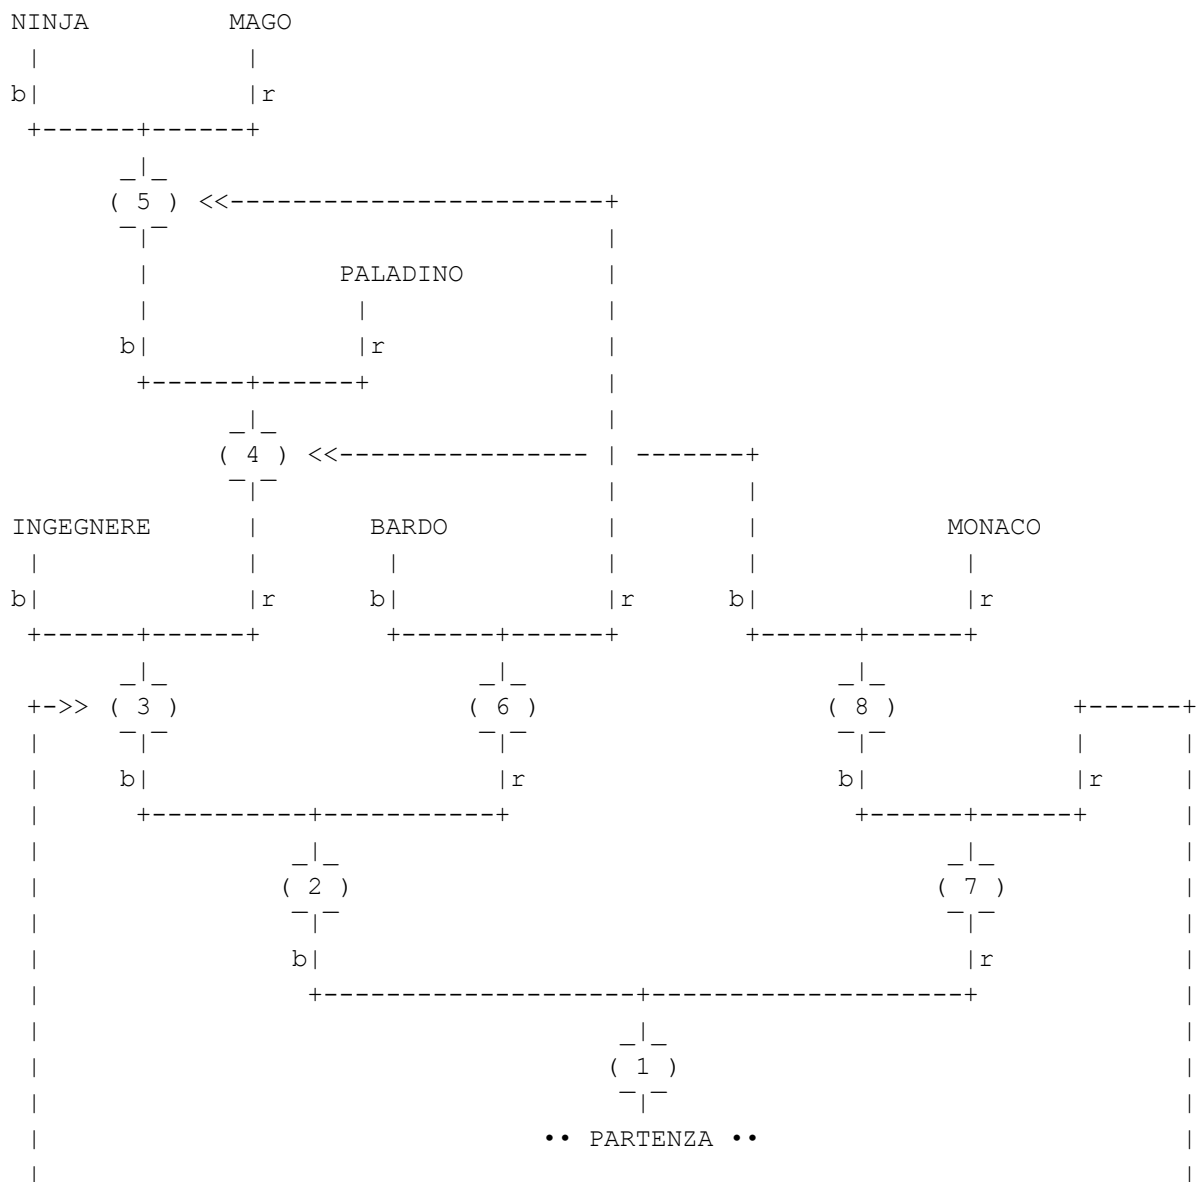 NINJA MAGO
b r
( 5 )
PALADINO
b r
( 4 )
INGEGNERE BARDO MONACO
b r b r b r
( 3 ) ( 6 ) ( 8 )
b r b r
( 2 ) ( 7 )
b r
( 1 )
•• PARTENZA ••